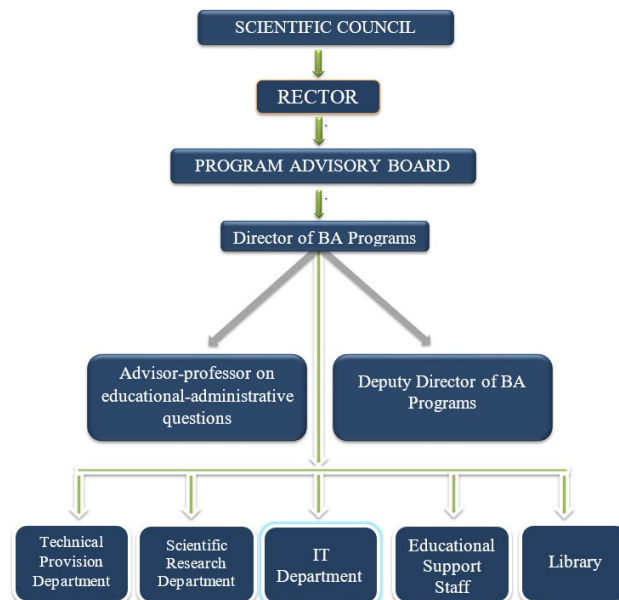 SCIENTIFIC COUNCIL
RECTOR
PROGRAM ADVISORY BOARD
Director of BA Programs
Advisor-professor on
educational-administrative
questions
Deputy Director of BA
Programs
Technical
Provision
Department
Scientific
Research
Department
IT
Department
Educational
Support
Staff
Library